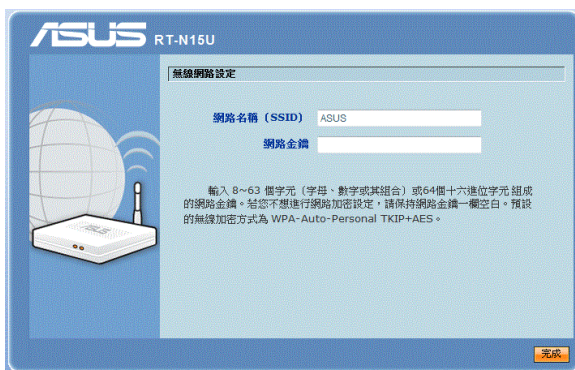 ASUS RT-N15U
無線網路設定
網路名稱 (SSID) ASUS
網路金鑰
輸入 8~63 個字元（字母、數字或其組合）或64個十六進位字元 組成
的網路金鑰。若您不想進行網路加密設定，請保持網路金鑰一欄空白。預設
的無線加密方式為 WPA-Auto-Personal TKIP+AES。
/ISUS
完成